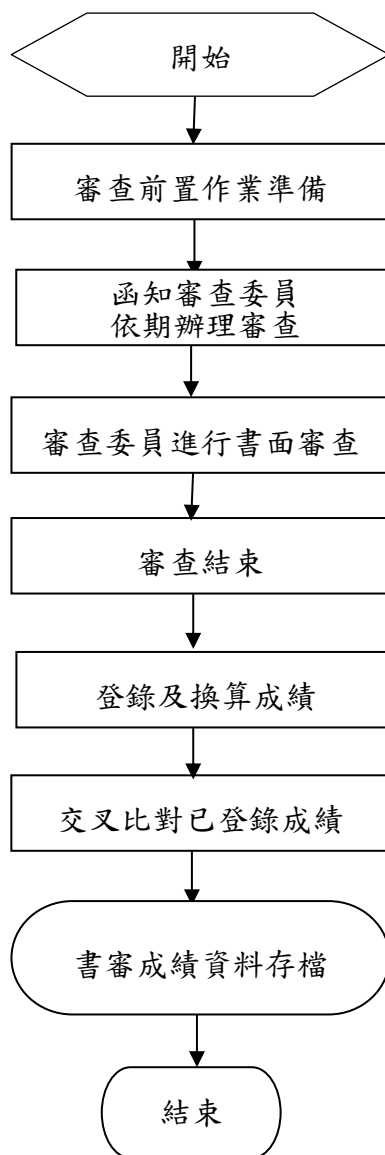 開始
審查前置作業準備
函知審查委員
依期辦理審查
審查委員進行書面審查
審查結束
登錄及換算成績
交叉比對已登錄成績
書審成績資料存檔
結束